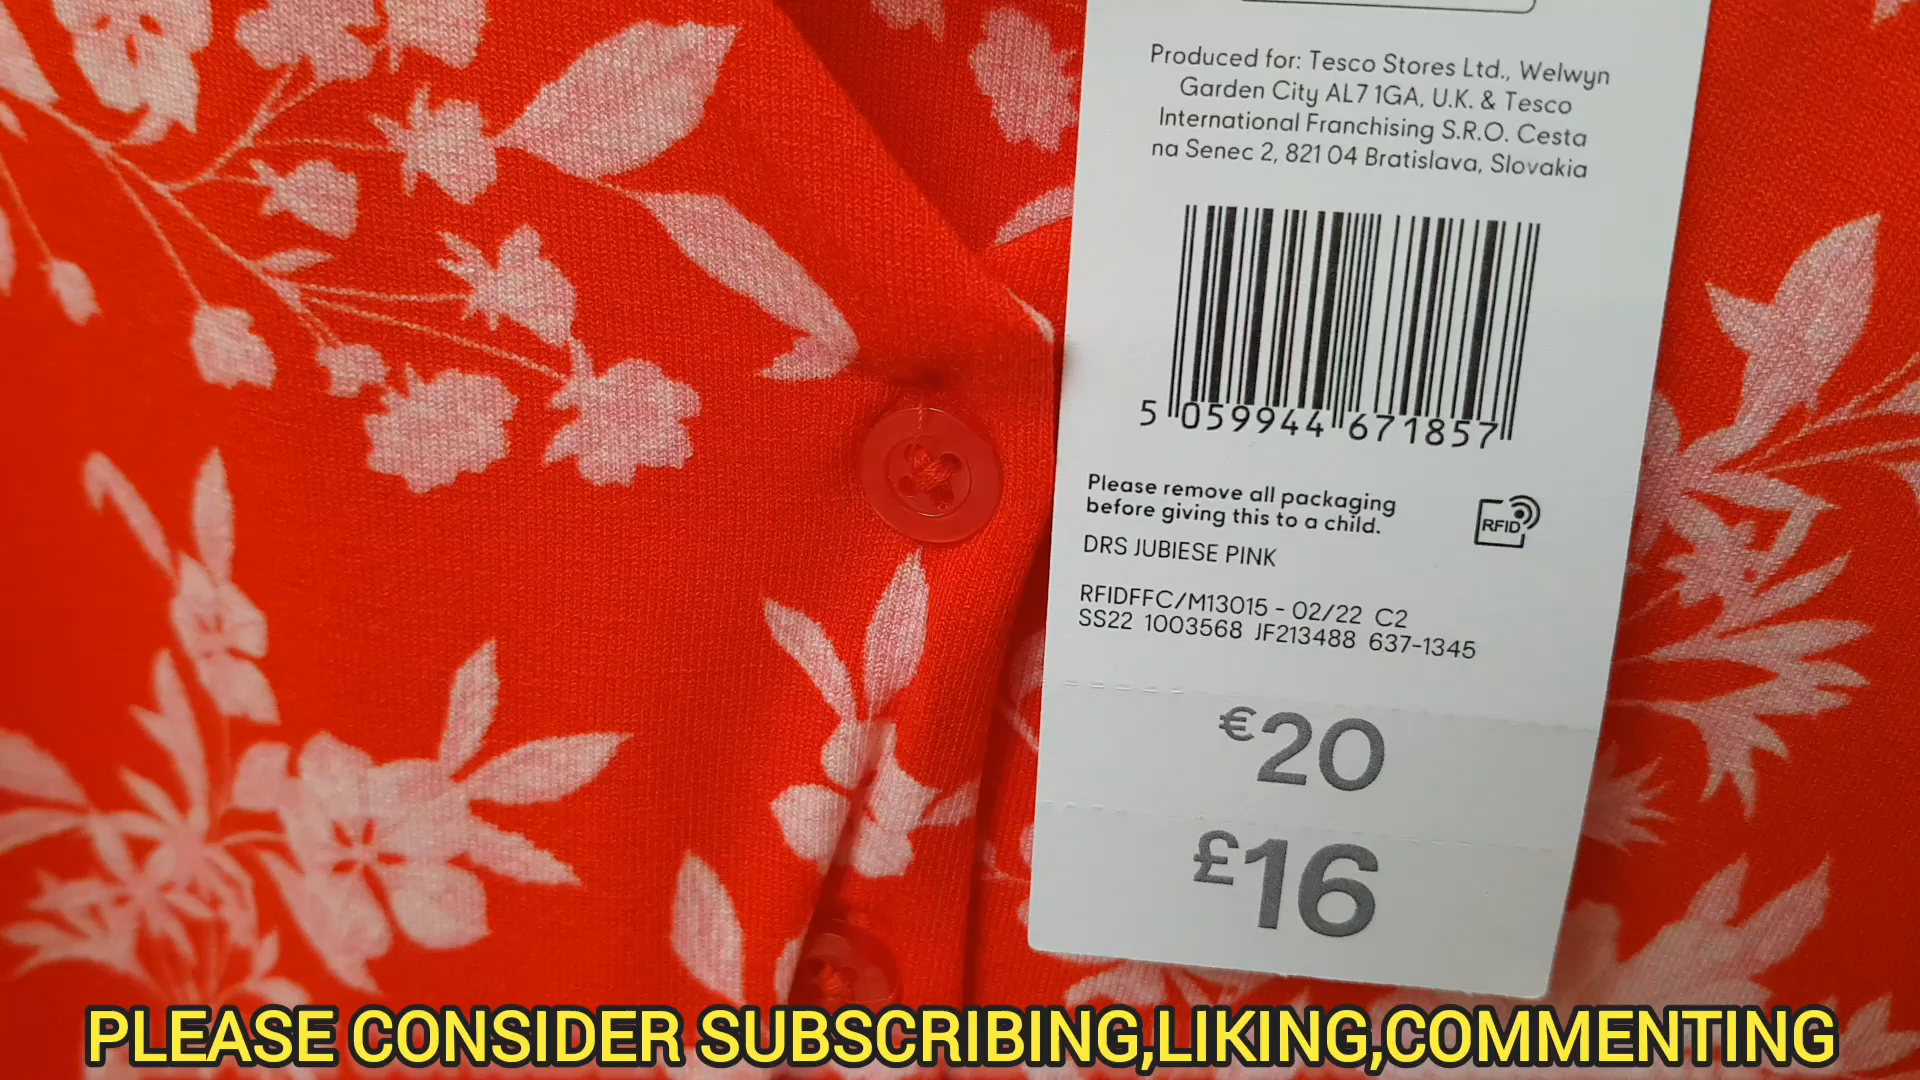 Produced for: Tesco Stores Ltd., Welwyn
Garden City AL7 1GA, U.K. & Tesco
International Franchising S.R.O. Cesta
na Senec 2, 821 04 Bratislava, Slovakia
5 059944 671857
Please remove all packaging
before giving this to a child.
RFID
DRS JUBIESE PINK
RFIDFFC/M13015 - 02/22 C2
SS22 1003568 JF213488 637-1345
€20
£16
PLEASE CONSIDER SUBSCRIBING,LIKING,COMMENTING